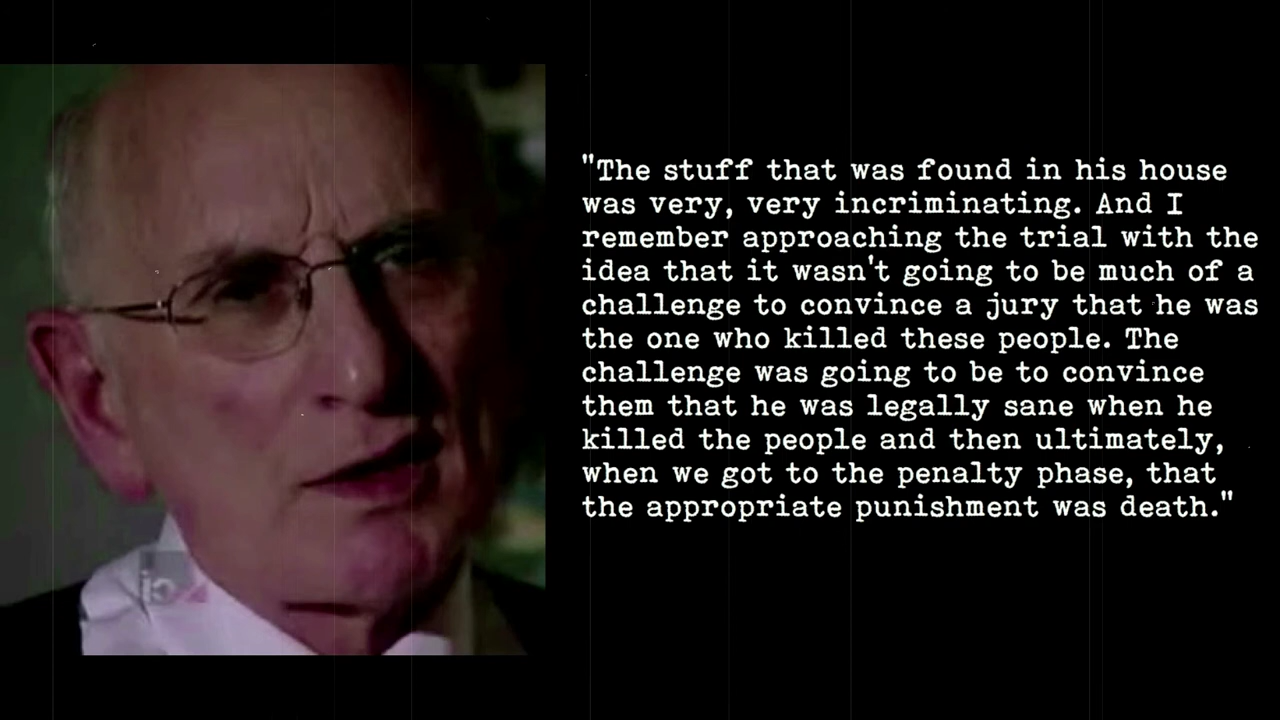 "The stuff that was found in his house
was very, very incriminating. And I
remember approaching the trial with the
idea that it wasn't going to be much of a
challenge to convince a jury that he was
the one who killed these people. The
challenge was going to be to convince
them that he was legally sane when he
killed the people and then ultimately,
when we got to the penalty phase, that
the appropriate punishment was death."